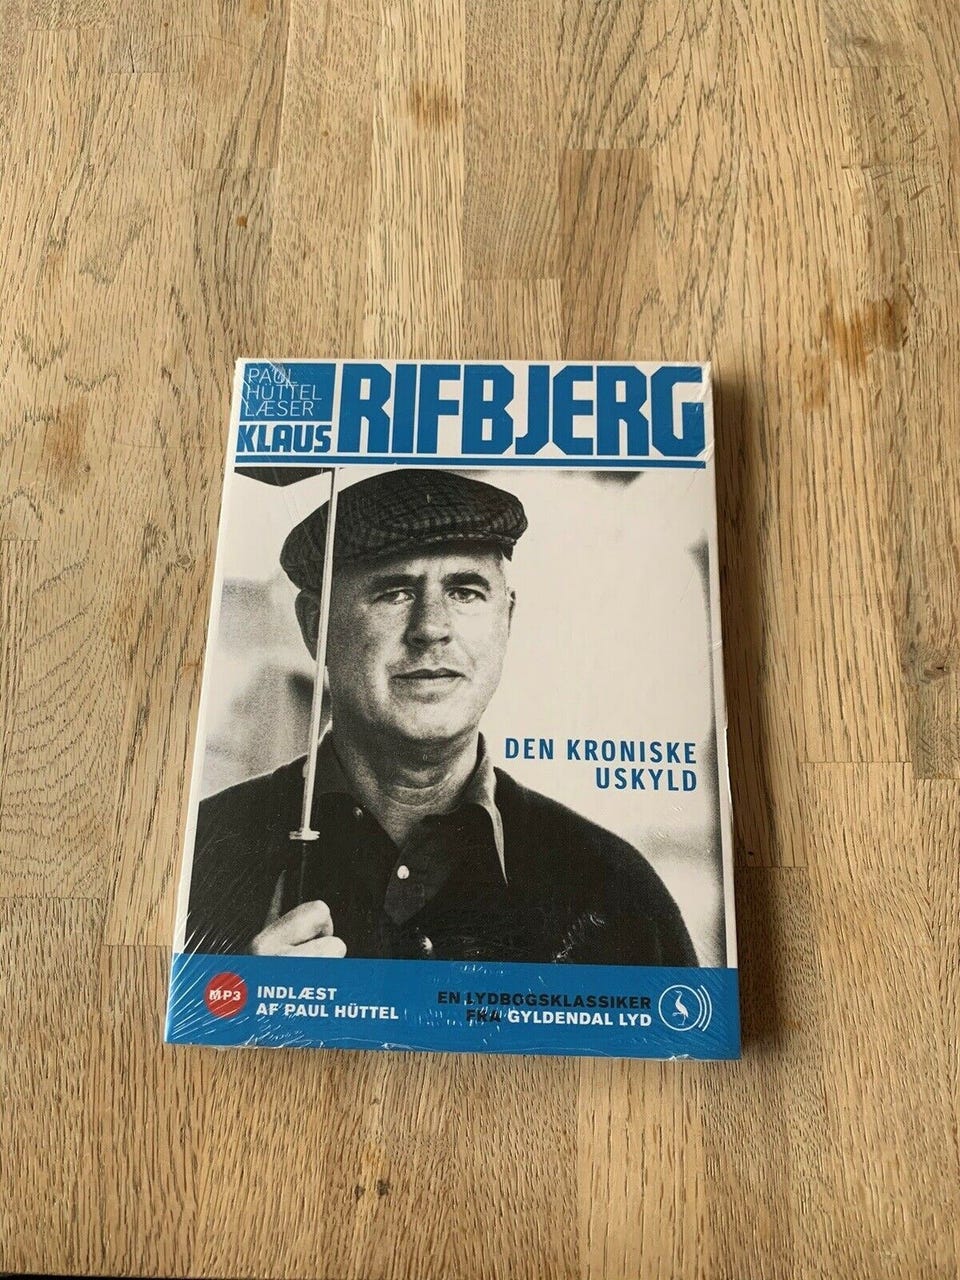 PAUL
HÜTTEL
LÆSER
KLAUS
RIFBJERG
DEN KRONISKE
USKYLD
MP3
INDLÆST
AF PAUL HÜTTEL
EN LYDBOGSKLASSIKER
FRA GYLDENDAL LYD